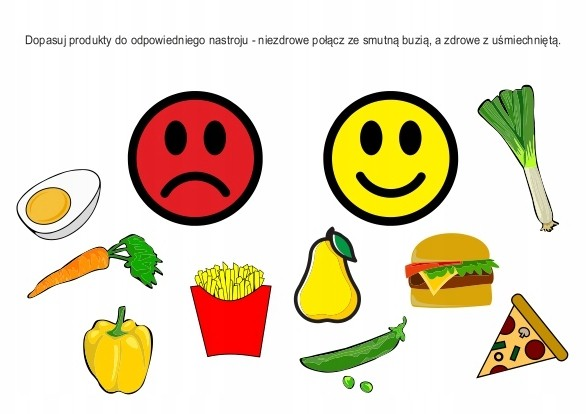 Dopasuj produkty do odpowiedniego nastroju - niezdrowe połącz ze smutną buzią, a zdrowe z uśmiechniętą.